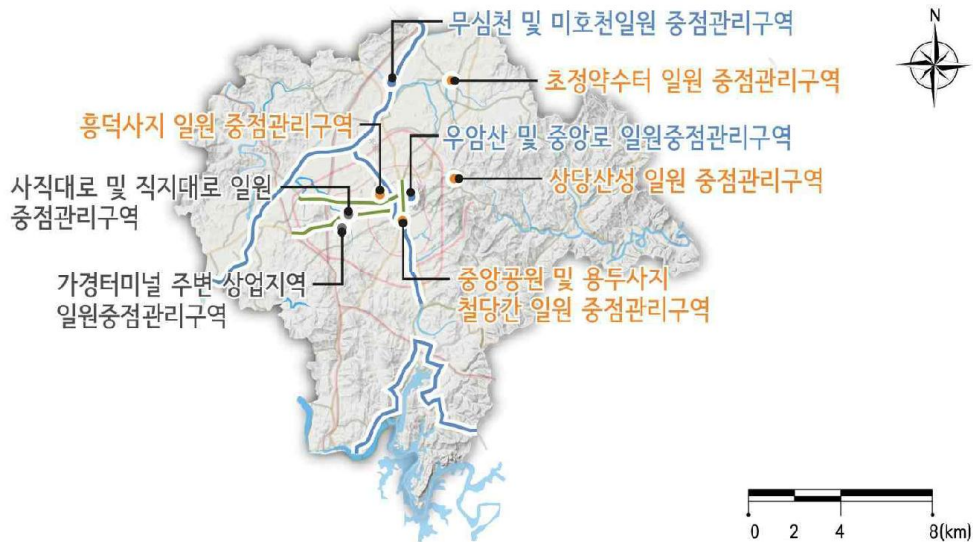 무심천 및 미호천일원 중점관리구역
N
초정약수터 일원 중점관리구역
흥덕사지 일원 중점관리구역
우암산 및 중앙로 일원중점관리구역
사직대로 및 직지대로 일원
중점관리구역
상당산성 일원 중점관리구역
가경터미널 주변 상업지역
일원중점관리구역
중앙공원 및 용두사지
철당간 일원 중점관리구역
0 2 4 8(km)